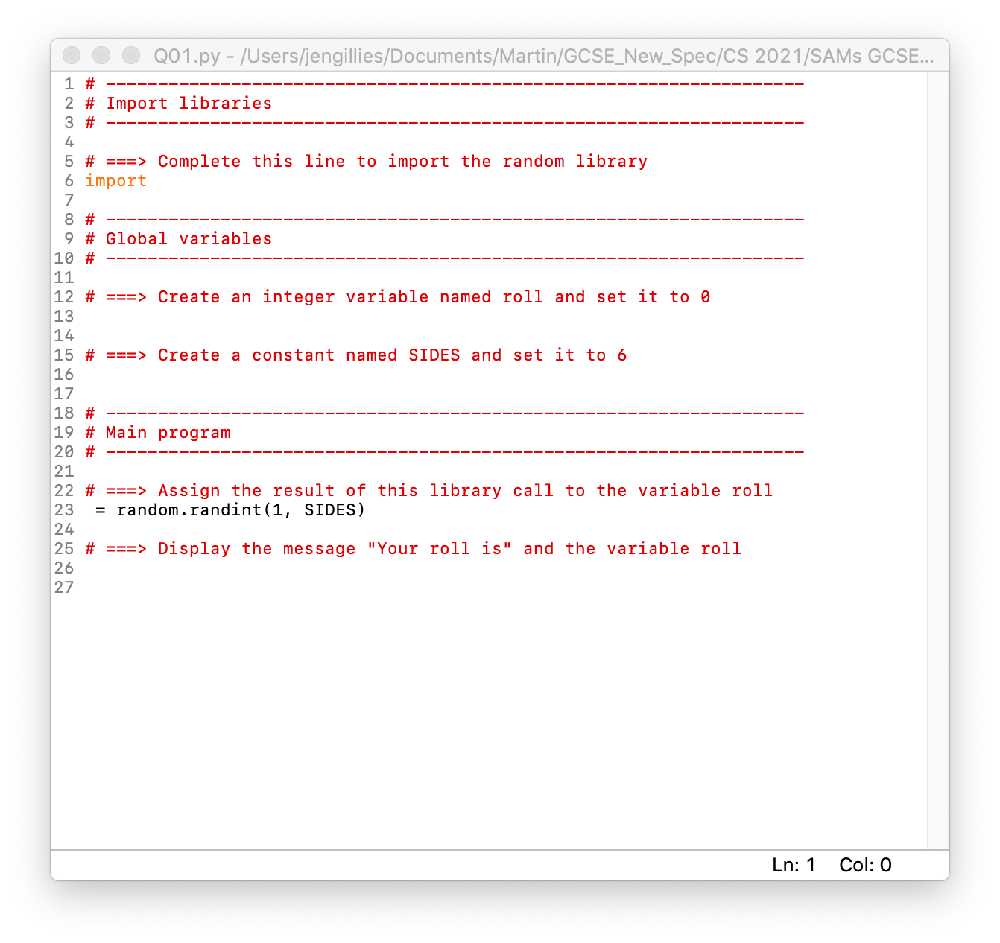 Q01.py - /Users/jengillies/Documents/Martin/GCSE_New_Spec/CS 2021/SAMs GCSE...
1 # -------------------------------------------------------------------
2 # Import libraries
3 # -------------------------------------------------------------------
4
5 # ===> Complete this line to import the random library
6 import
7
8 # -------------------------------------------------------------------
9 # Global variables
10 # -------------------------------------------------------------------
11
12 # ===> Create an integer variable named roll and set it to 0
13
14
15 # ===> Create a constant named SIDES and set it to 6
16
17
18 # -------------------------------------------------------------------
19 # Main program
20 # -------------------------------------------------------------------
21
22 # ===> Assign the result of this library call to the variable roll
23  = random.randint(1, SIDES)
24
25 # ===> Display the message "Your roll is" and the variable roll
26
27
Ln: 1 Col: 0